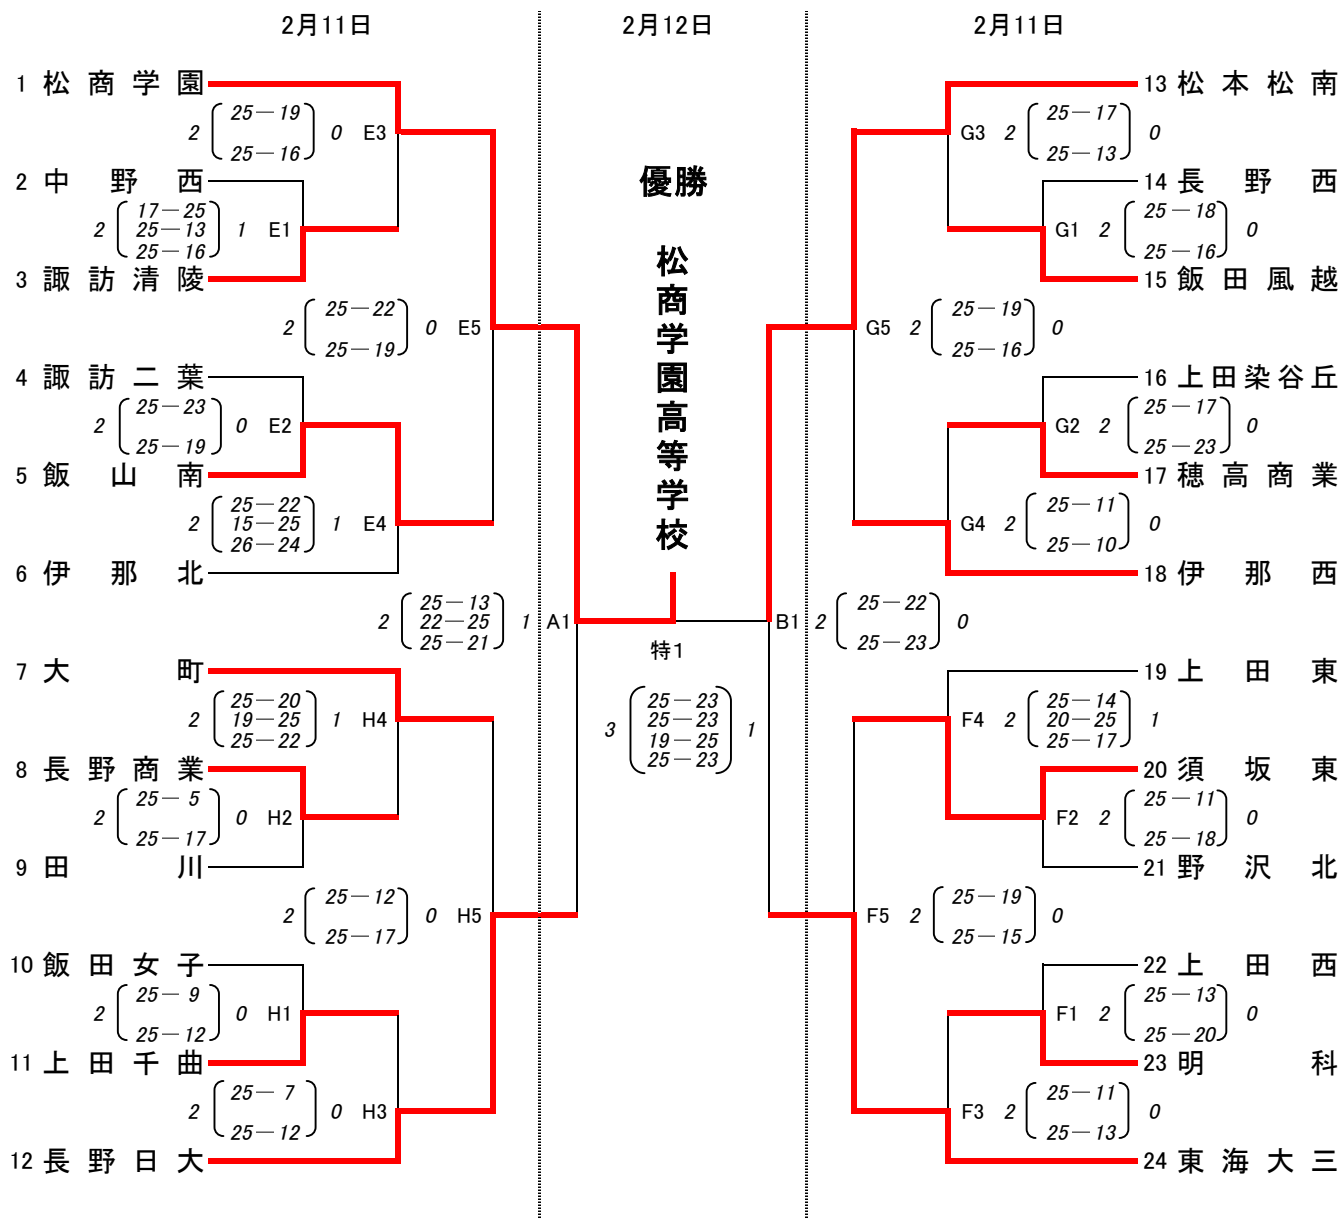 2月11日
2月12日
2月11日
1 松商学園
2 25－19 0 E3
25－16
2 中野西
17－25
2 25－13 1 E1
25－16
3 諏訪清陵
25－22
2 0 E5
25－19
4 諏訪二葉
25－23
2 0 E2
25－19
5 飯山南
25－22
2 15－25 1 E4
26－24
6 伊那北
25－13
2 22－25 1 A1
25－21
7 大町
25－20
2 19－25 1 H4
25－22
8 長野商業
25－5
2 0 H2
25－17
9 田川
25－12
2 0 H5
25－17
10 飯田女子
25－9
2 0 H1
25－12
11 上田千曲
25－7
2 0 H3
25－12
12 長野日大
優勝
松商学園高等学校
特1
25－23
25－23
3 19－25 1
25－23
13 松本松南
25－17
G3 2 0
25－13
14 長野西
25－18
G1 2 0
25－16
15 飯田風越
25－19
G5 2 0
25－16
16 上田染谷丘
25－17
G2 2 0
25－23
17 穂高商業
25－11
G4 2 0
25－10
18 伊那西
25－22
B1 2 0
25－23
19 上田東
25－14
F4 2 20－25 1
25－17
20 須坂東
25－11
F2 2 0
25－18
21 野沢北
25－19
F5 2 0
25－15
22 上田西
25－13
F1 2 0
25－20
23 明科
25－11
F3 2 0
25－13
24 東海大三